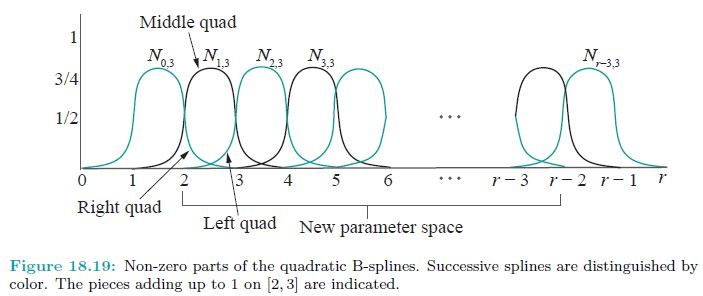 Middle quad
1
3/4
1/2
N0,3 N1,3 N2,3 N3,3 Nr−3,3
...
0 1 2 3 4 5 6 ... r − 3 r − 2 r − 1 r
Right quad
Left quad
New parameter space
Figure 18.19: Non-zero parts of the quadratic B-splines. Successive splines are distinguished by
color. The pieces adding up to 1 on [2, 3] are indicated.